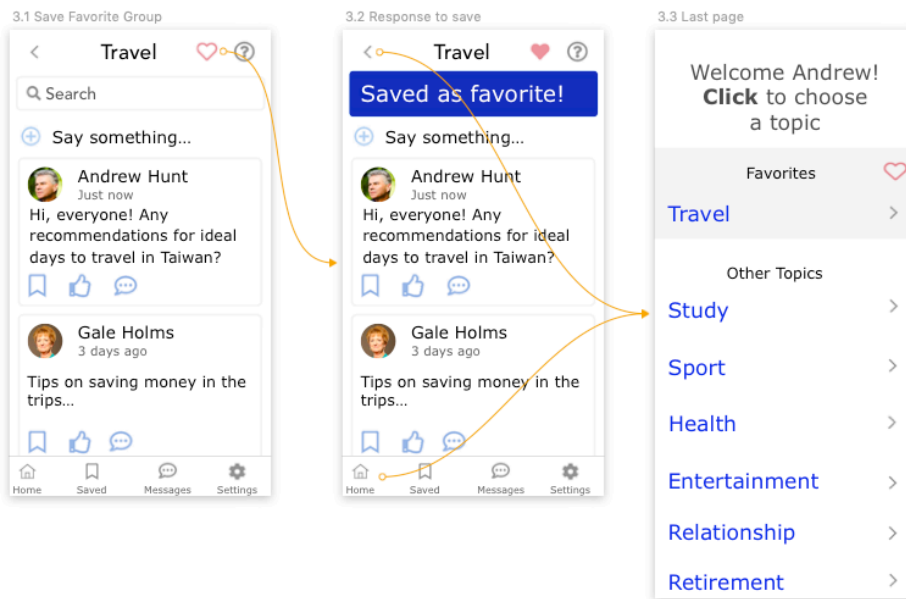 3.1 Save Favorite Group
Travel
?
Search
Say something...
Andrew Hunt
Just now
Hi, everyone! Any
recommendations for ideal
days to travel in Taiwan?
Gale Holms
3 days ago
Tips on saving money in the
trips...
Home Saved Messages Settings
3.2 Response to save
Travel
?
Saved as favorite!
Say something...
Andrew Hunt
Just now
Hi, everyone! Any
recommendations for ideal
days to travel in Taiwan?
Gale Holms
3 days ago
Tips on saving money in the
trips...
Home Saved Messages Settings
3.3 Last page
Welcome Andrew!
Click to choose
a topic
Favorites
Travel
Other Topics
Study
Sport
Health
Entertainment
Relationship
Retirement